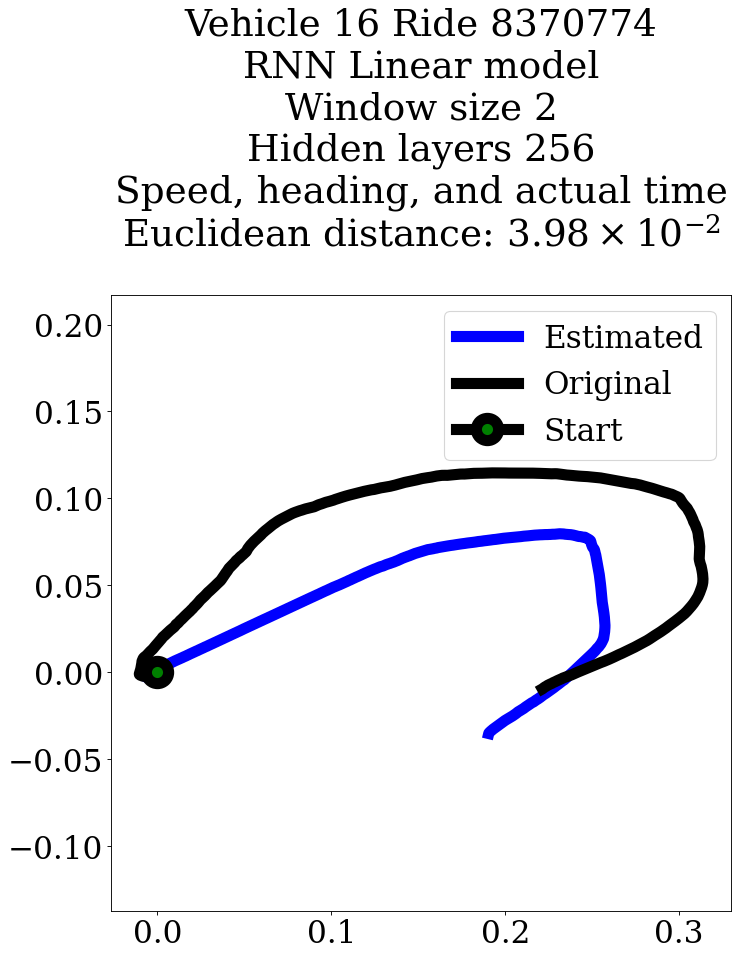 Vehicle 16 Ride 8370774
RNN Linear model
Window size 2
Hidden layers 256
Speed, heading, and actual time
Euclidean distance: 3.98 × 10⁻²
Estimated
Original
Start
0.20
0.15
0.10
0.05
0.00
−0.05
−0.10
0.0 0.1 0.2 0.3